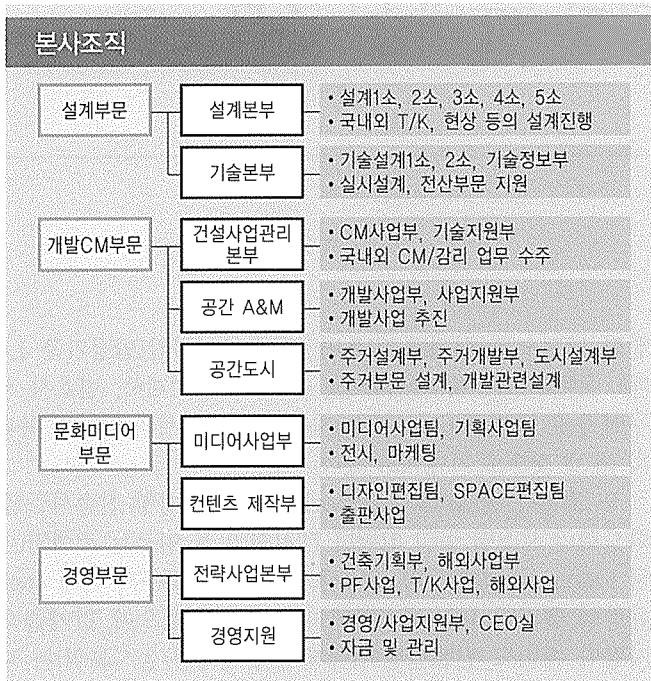 본사조직
설계부문
설계본부
• 설계1소, 2소, 3소, 4소, 5소
• 국내외 T/K, 현상 등의 설계진행
기술본부
• 기술설계1소, 2소, 기술정보부
• 실시설계, 전산부문 지원
개발CM부문
건설사업관리
본부
• CM사업부, 기술지원부
• 국내외 CM/감리 업무 수주
공간 A&M
• 개발사업부, 사업지원부
• 개발사업 추진
공간도시
• 주거설계부, 주거개발부, 도시설계부
• 주거부문 설계, 개발관련설계
문화미디어
부문
미디어사업부
• 미디어사업팀, 기획사업팀
• 전시, 마케팅
컨텐츠 제작부
• 디자인편집팀, SPACE편집팀
• 출판사업
경영부문
전략사업본부
• 건축기획부, 해외사업부
• PF사업, T/K사업, 해외사업
경영지원
• 경영/사업지원부, CEO실
• 자금 및 관리